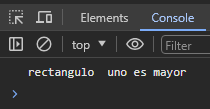 Elements Console
top Filter
rectangulo  uno es mayor